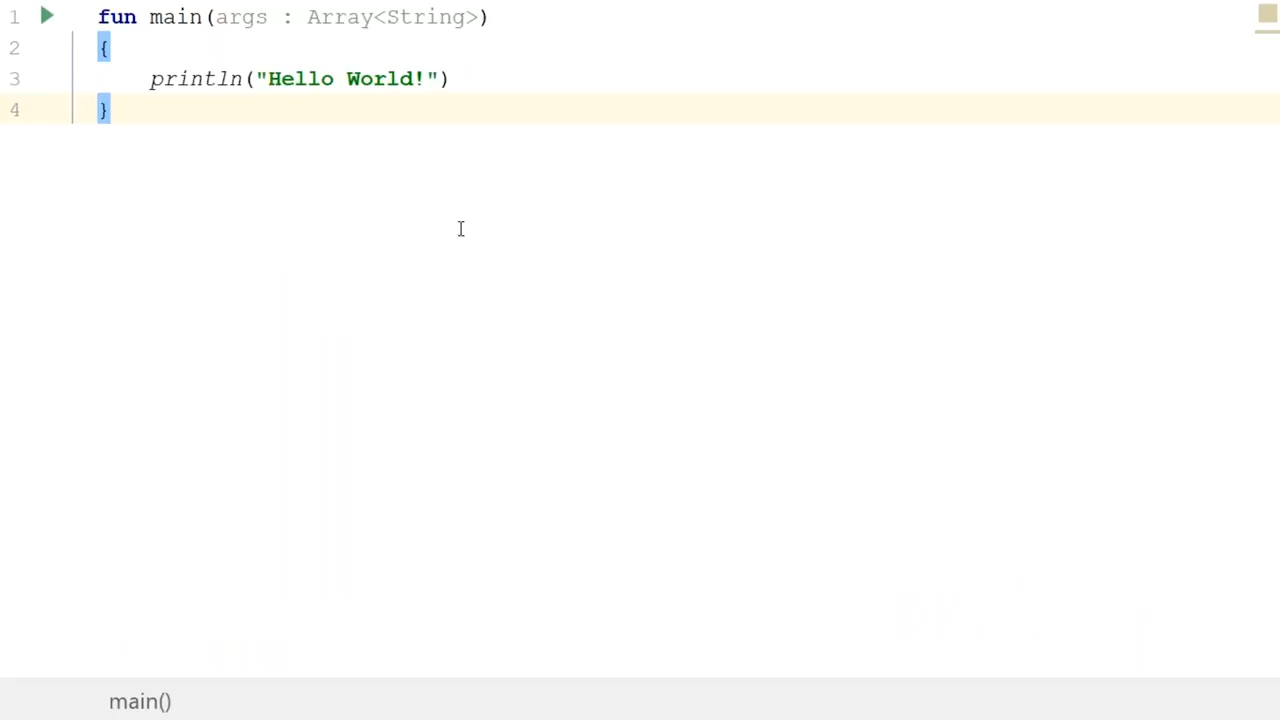 1 fun main(args : Array<String>)
2 {
3 println("Hello World!")
4 }
main()